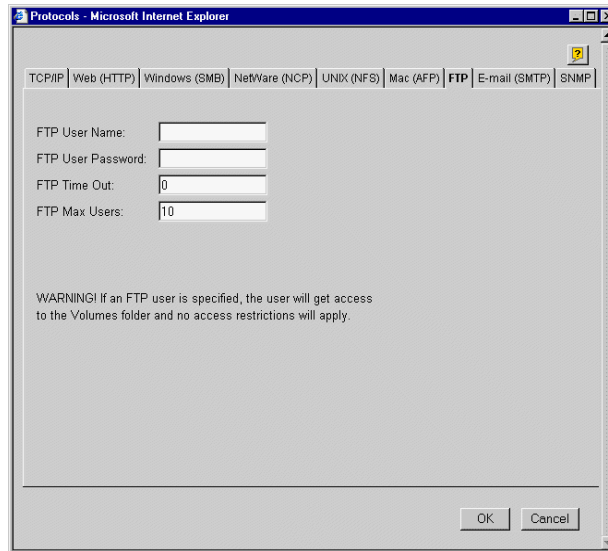 Protocols - Microsoft Internet Explorer
?
TCP/IP Web (HTTP) Windows (SMB) NetWare (NCP) UNIX (NFS) Mac (AFP) FTP E-mail (SMTP) SNMP
FTP User Name:
FTP User Password:
FTP Time Out: 0
FTP Max Users: 10
WARNING! If an FTP user is specified, the user will get access
to the Volumes folder and no access restrictions will apply.
OK Cancel